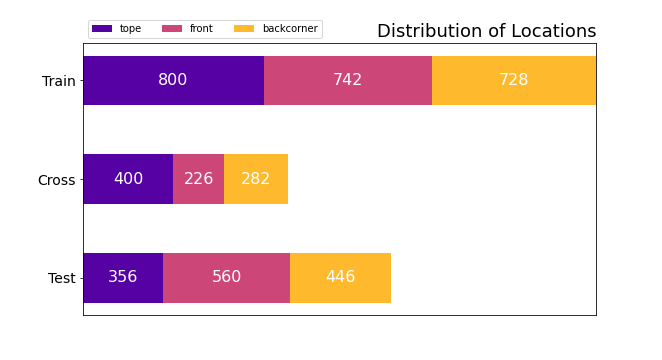 tope front backcorner
Distribution of Locations
Train 800 742 728
Cross 400 226 282
Test 356 560 446